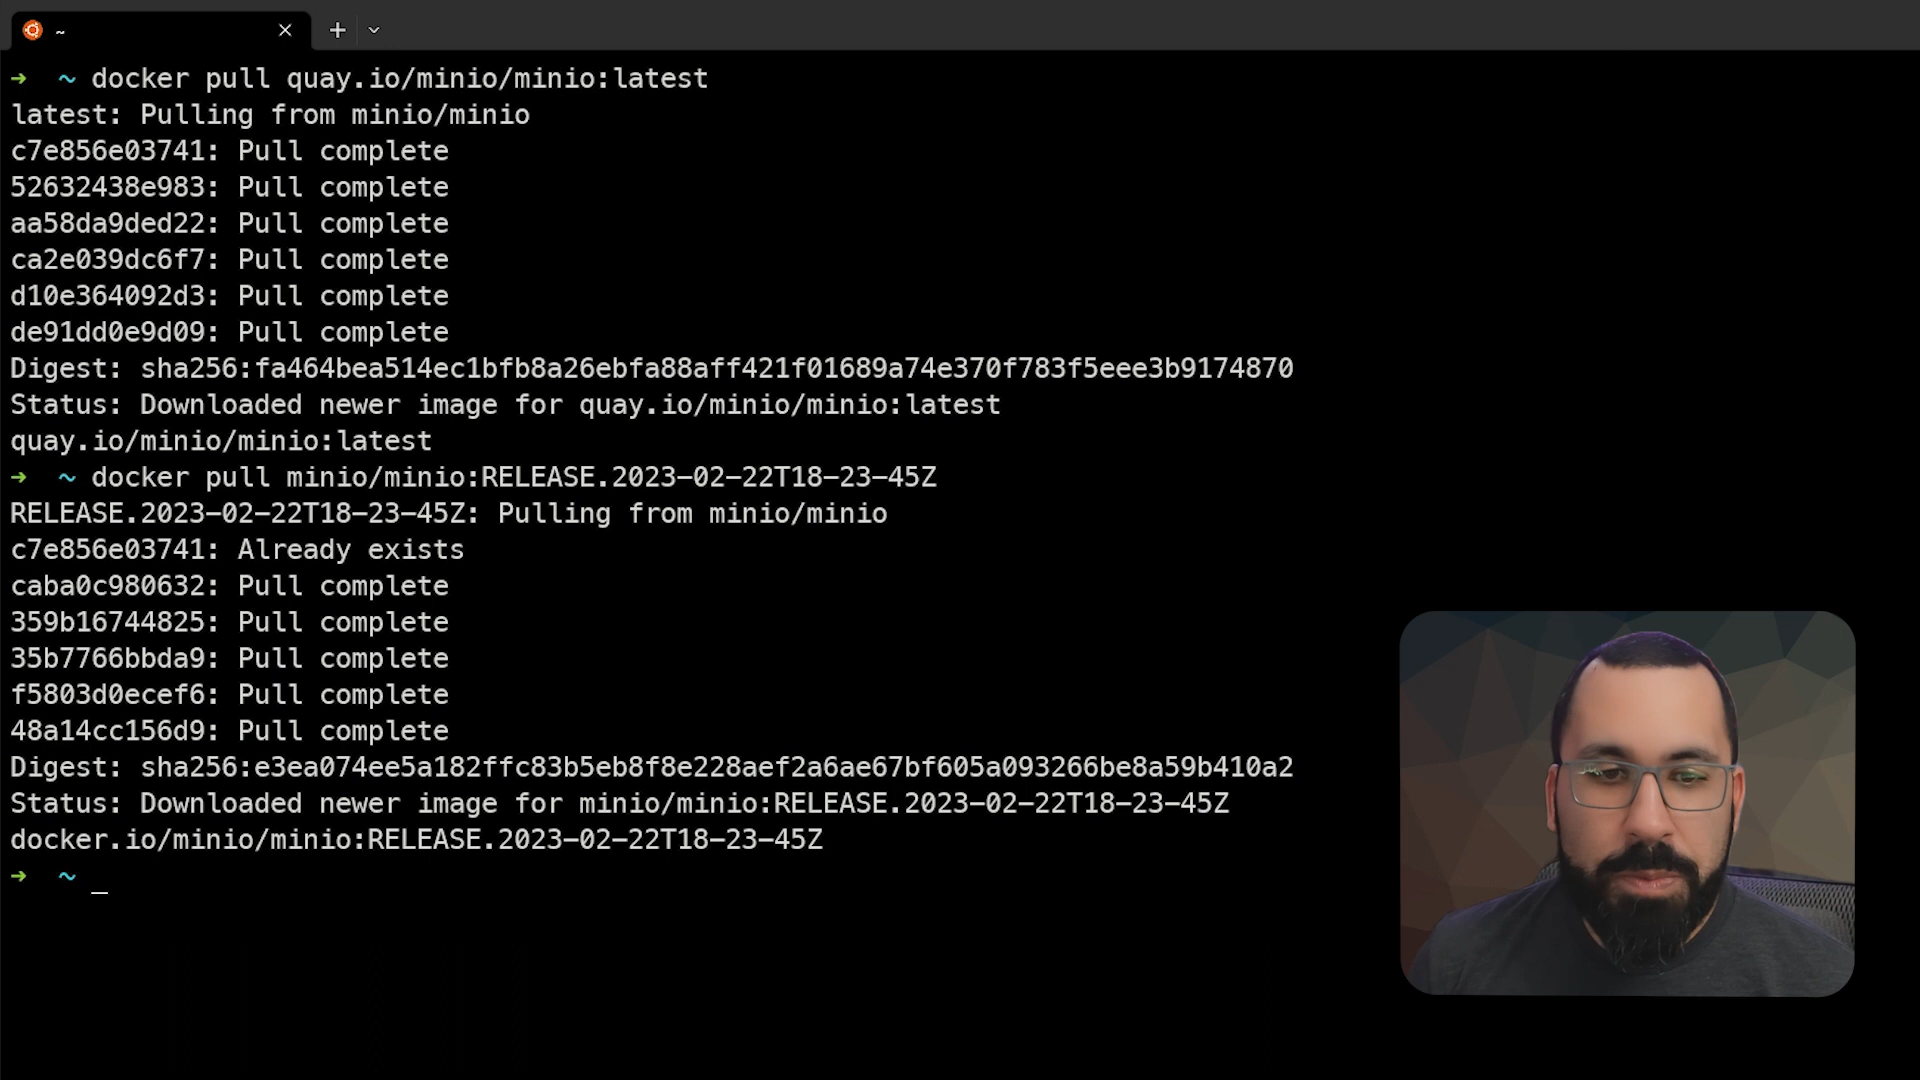 ~
➜ ~ docker pull quay.io/minio/minio:latest
latest: Pulling from minio/minio
c7e856e03741: Pull complete
52632438e983: Pull complete
aa58da9ded22: Pull complete
ca2e039dc6f7: Pull complete
d10e364092d3: Pull complete
de91dd0e9d09: Pull complete
Digest: sha256:fa464bea514ec1bfb8a26ebfa88aff421f01689a74e370f783f5eee3b9174870
Status: Downloaded newer image for quay.io/minio/minio:latest
quay.io/minio/minio:latest
➜ ~ docker pull minio/minio:RELEASE.2023-02-22T18-23-45Z
RELEASE.2023-02-22T18-23-45Z: Pulling from minio/minio
c7e856e03741: Already exists
caba0c980632: Pull complete
359b16744825: Pull complete
35b7766bbda9: Pull complete
f5803d0ecef6: Pull complete
48a14cc156d9: Pull complete
Digest: sha256:e3ea074ee5a182ffc83b5eb8f8e228aef2a6ae67bf605a093266be8a59b410a2
Status: Downloaded newer image for minio/minio:RELEASE.2023-02-22T18-23-45Z
docker.io/minio/minio:RELEASE.2023-02-22T18-23-45Z
➜ ~ _